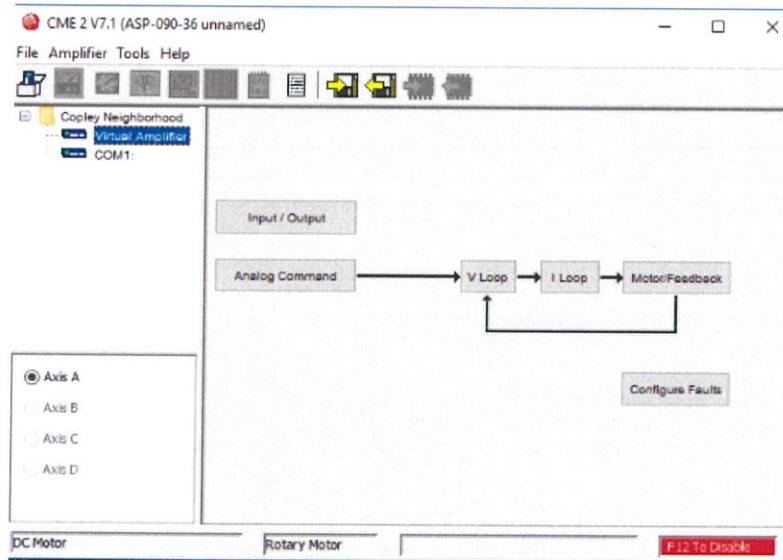 CME 2 V7.1 (ASP-090-36 unnamed)
File Amplifier Tools Help
Copley Neighborhood
Virtual Amplifier
COM1:
Input / Output
Analog Command
V Loop
I Loop
Motor/Feedback
Configure Faults
Axis A
Axis B
Axis C
Axis D
DC Motor
Rotary Motor
F12 To Disable